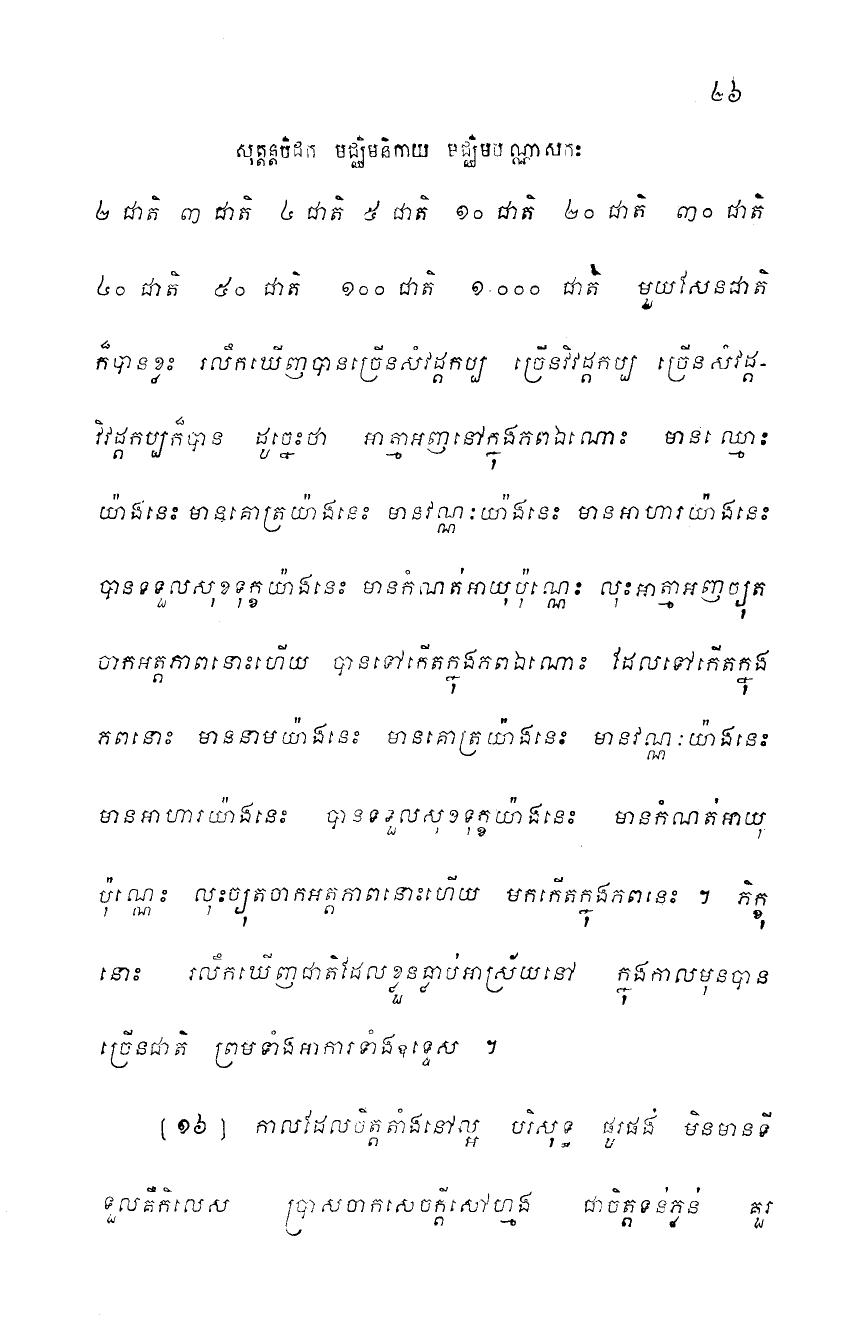 ៤៦
សុត្តន្តបិដក មជ្ឈិមនិកាយ មជ្ឈិមបណ្ណាសកៈ
២ ជាតិ ៣ ជាតិ ៤ ជាតិ ៥ ជាតិ ១០ ជាតិ ២០ ជាតិ ៣០ ជាតិ
៤០ ជាតិ ៥០ ជាតិ ១០០ ជាតិ ១.០០០ ជាតិ មួយសែនជាតិ
ក៏បានខ្លះ រលឹកឃើញបានច្រើនសំវដ្តកប្ប ច្រើនវិវដ្តកប្ប ច្រើនសំវដ្ត-
វិវដ្តកប្បក៏បាន ដូច្នេះថា អាត្មាអញនៅក្នុងភពឯណោះ មានឈ្មោះ
យ៉ាងនេះ មានគោត្រយ៉ាងនេះ មានវណ្ណៈយ៉ាងនេះ មានអាហារយ៉ាងនេះ
បានទទួលសុខទុក្ខយ៉ាងនេះ មានកំណត់អាយុប៉ុណ្ណេះ លុះអាត្មាអញច្យុត
ចាកអត្តភាពនោះហើយ បានទៅកើតក្នុងភពឯណោះ ដែលទៅកើតក្នុង
ភពនោះ មាននាមយ៉ាងនេះ មានគោត្រយ៉ាងនេះ មានវណ្ណៈយ៉ាងនេះ
មានអាហារយ៉ាងនេះ បានទទួលសុខទុក្ខយ៉ាងនេះ មានកំណត់អាយុ
ប៉ុណ្ណេះ លុះច្យុតចាកអត្តភាពនោះហើយ មកកើតក្នុងភពនេះ ។ ភិក្ខុ
នោះ រលឹកឃើញជាតិដែលខ្លួនធ្លាប់អាស្រ័យនៅ ក្នុងកាលមុនបាន
ច្រើនជាតិ ព្រមទាំងអាការទាំងឧទ្ទេស ។
[១៦] កាលដែលចិត្តតាំងនៅល្អ បរិសុទ្ធ ផូរផង់ មិនមានទី
ទួលគឺកិលេស ប្រាសចាកសេចក្តីសៅហ្មង ជាចិត្តទន់ភ្លន់ គួរ